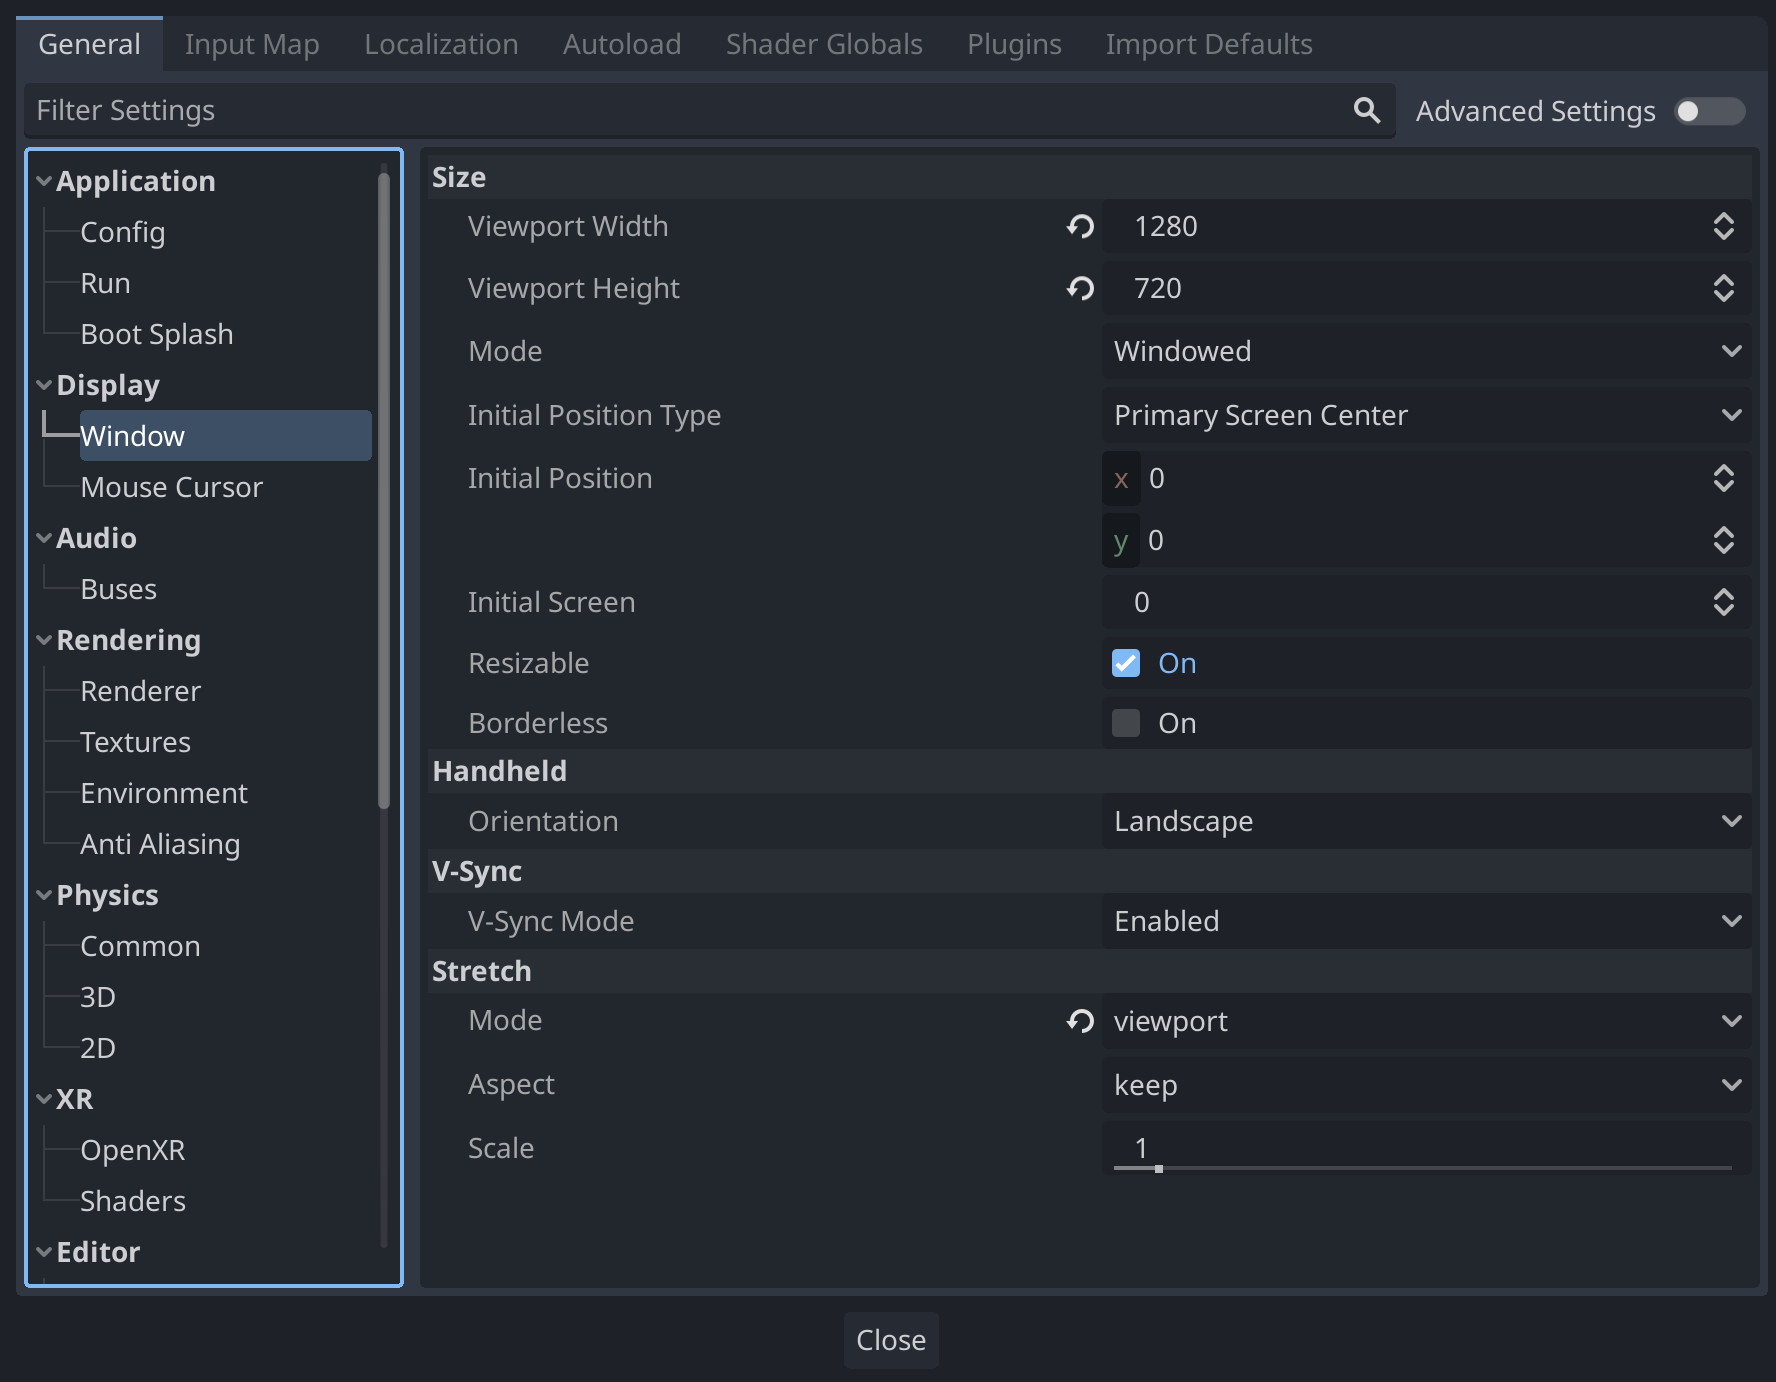 General Input Map Localization Autoload Shader Globals Plugins Import Defaults
Filter Settings Advanced Settings
Application
Config
Run
Boot Splash
Display
Window
Mouse Cursor
Audio
Buses
Rendering
Renderer
Textures
Environment
Anti Aliasing
Physics
Common
3D
2D
XR
OpenXR
Shaders
Editor
Size
Viewport Width 1280
Viewport Height 720
Mode Windowed
Initial Position Type Primary Screen Center
Initial Position x 0
y 0
Initial Screen 0
Resizable On
Borderless On
Handheld
Orientation Landscape
V-Sync
V-Sync Mode Enabled
Stretch
Mode viewport
Aspect keep
Scale 1
Close